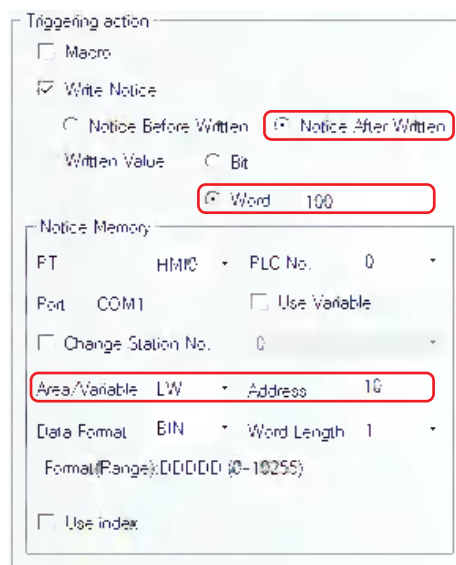 Triggering action
Macro
Write Notice
Notice Before Written Notice After Written
Written Value Bit
Word 100
Notice Memory
PT HMI0 PLC No. 0
Port COM1 Use Variable
Change Station No. 0
Area/Variable LW Address 10
Data Format BIN Word Length 1
Format(Range):DDDDD (0~10255)
Use index